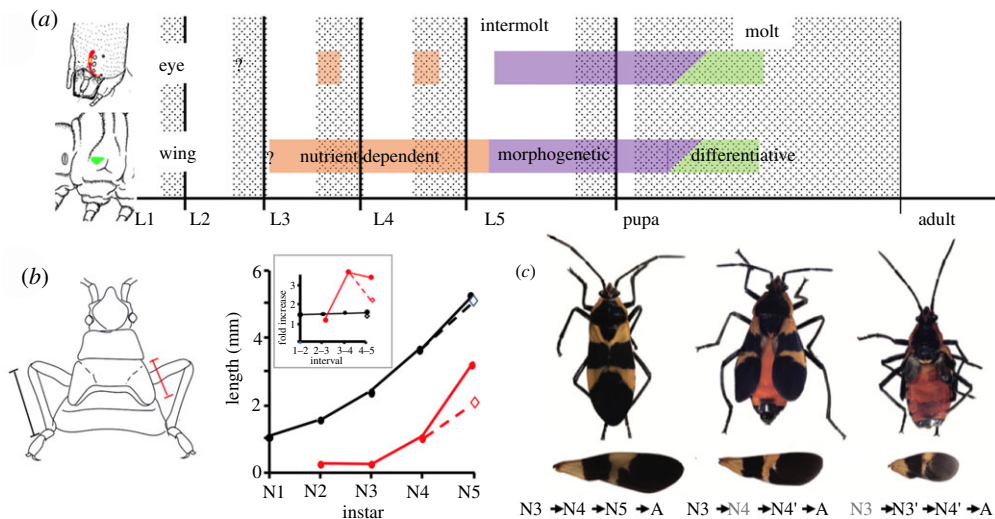 (a)
intermolt
molt
eye
?
wing
?
nutrient-dependent
morphogenetic
differentiative
L1 L2 L3 L4 L5 pupa adult
(b)
6
4
2
0
length (mm)
N1 N2 N3 N4 N5
instar
3
2
1
fold increase
1–2 2–3 3–4 4–5
interval
(c)
N3 →N4 →N5 →A
N3 →N4 →N4' →A
N3 →N3' →N4' →A